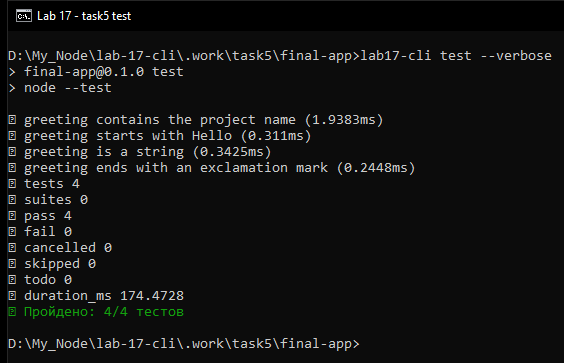 Lab 17 - task5 test
D:\My_Node\lab-17-cli\.work\task5\final-app>lab17-cli test --verbose
> final-app@0.1.0 test
> node --test
⍰ greeting contains the project name (1.9383ms)
⍰ greeting starts with Hello (0.311ms)
⍰ greeting is a string (0.3425ms)
⍰ greeting ends with an exclamation mark (0.2448ms)
⍰ tests 4
⍰ suites 0
⍰ pass 4
⍰ fail 0
⍰ cancelled 0
⍰ skipped 0
⍰ todo 0
⍰ duration_ms 174.4728
⍰ Пройдено: 4/4 тестов
D:\My_Node\lab-17-cli\.work\task5\final-app>